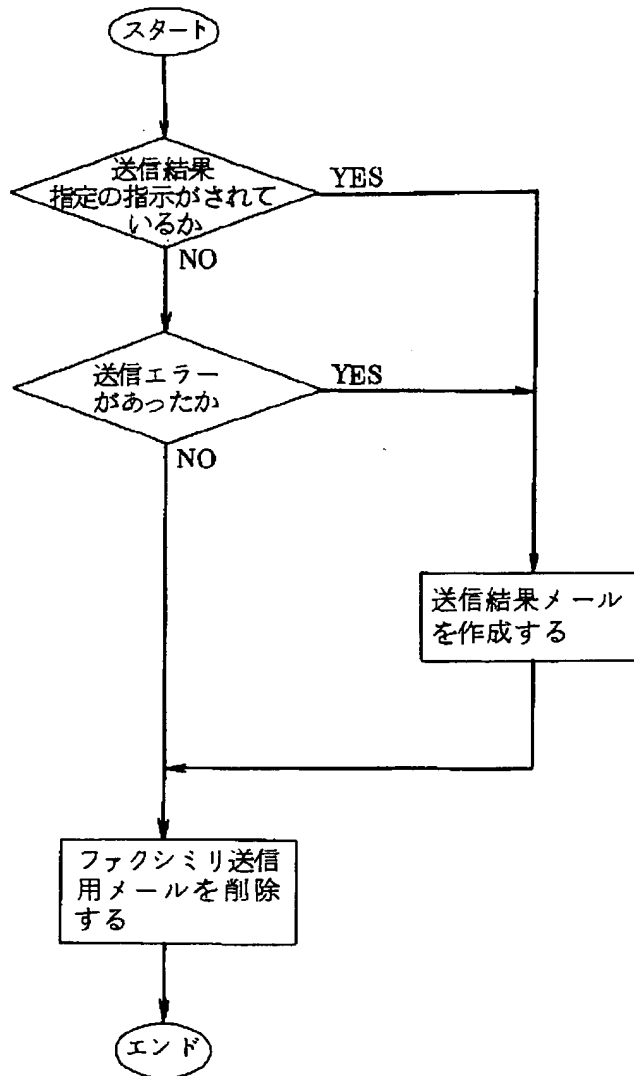 スタート
送信結果
指定の指示がされて
いるか
YES
NO
送信エラー
があったか
YES
NO
送信結果メール
を作成する
ファクシミリ送信
用メールを削除
する
エンド